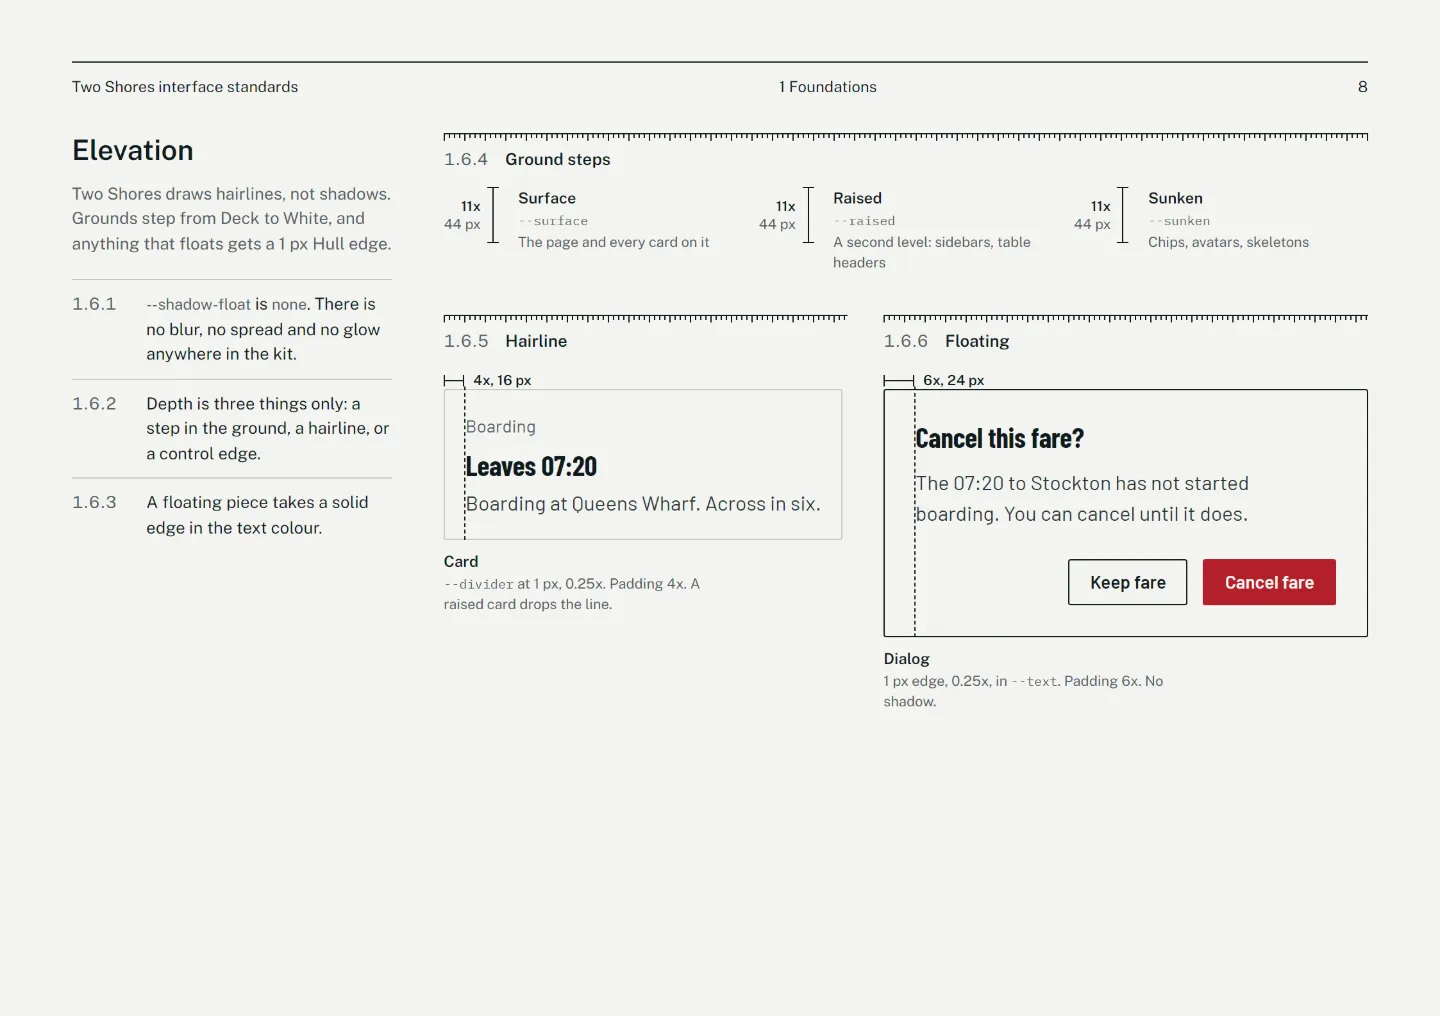 Two Shores interface standards
1 Foundations
8
Elevation
Two Shores draws hairlines, not shadows.
Grounds step from Deck to White, and
anything that floats gets a 1 px Hull edge.
1.6.1 --shadow-float is none. There is
no blur, no spread and no glow
anywhere in the kit.
1.6.2 Depth is three things only: a
step in the ground, a hairline, or
a control edge.
1.6.3 A floating piece takes a solid
edge in the text colour.
1.6.4 Ground steps
11x
44 px
Surface
--surface
The page and every card on it
11x
44 px
Raised
--raised
A second level: sidebars, table
headers
11x
44 px
Sunken
--sunken
Chips, avatars, skeletons
1.6.5 Hairline
4x, 16 px
Boarding
Leaves 07:20
Boarding at Queens Wharf. Across in six.
Card
--divider at 1 px, 0.25x. Padding 4x. A
raised card drops the line.
1.6.6 Floating
6x, 24 px
Cancel this fare?
The 07:20 to Stockton has not started
boarding. You can cancel until it does.
Keep fare
Cancel fare
Dialog
1 px edge, 0.25x, in --text. Padding 6x. No
shadow.